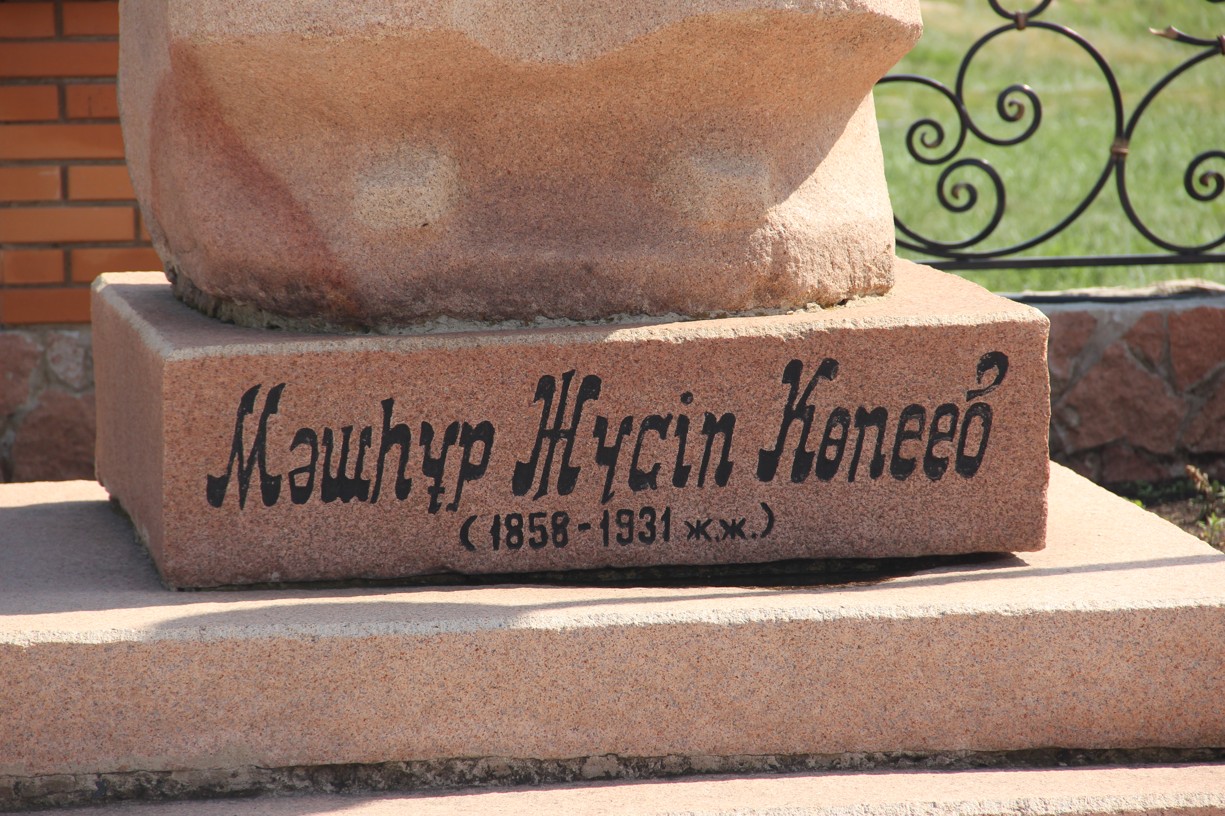 Мәшһүр Жүсіп Көпеев
(1858-1931 ж.ж.)